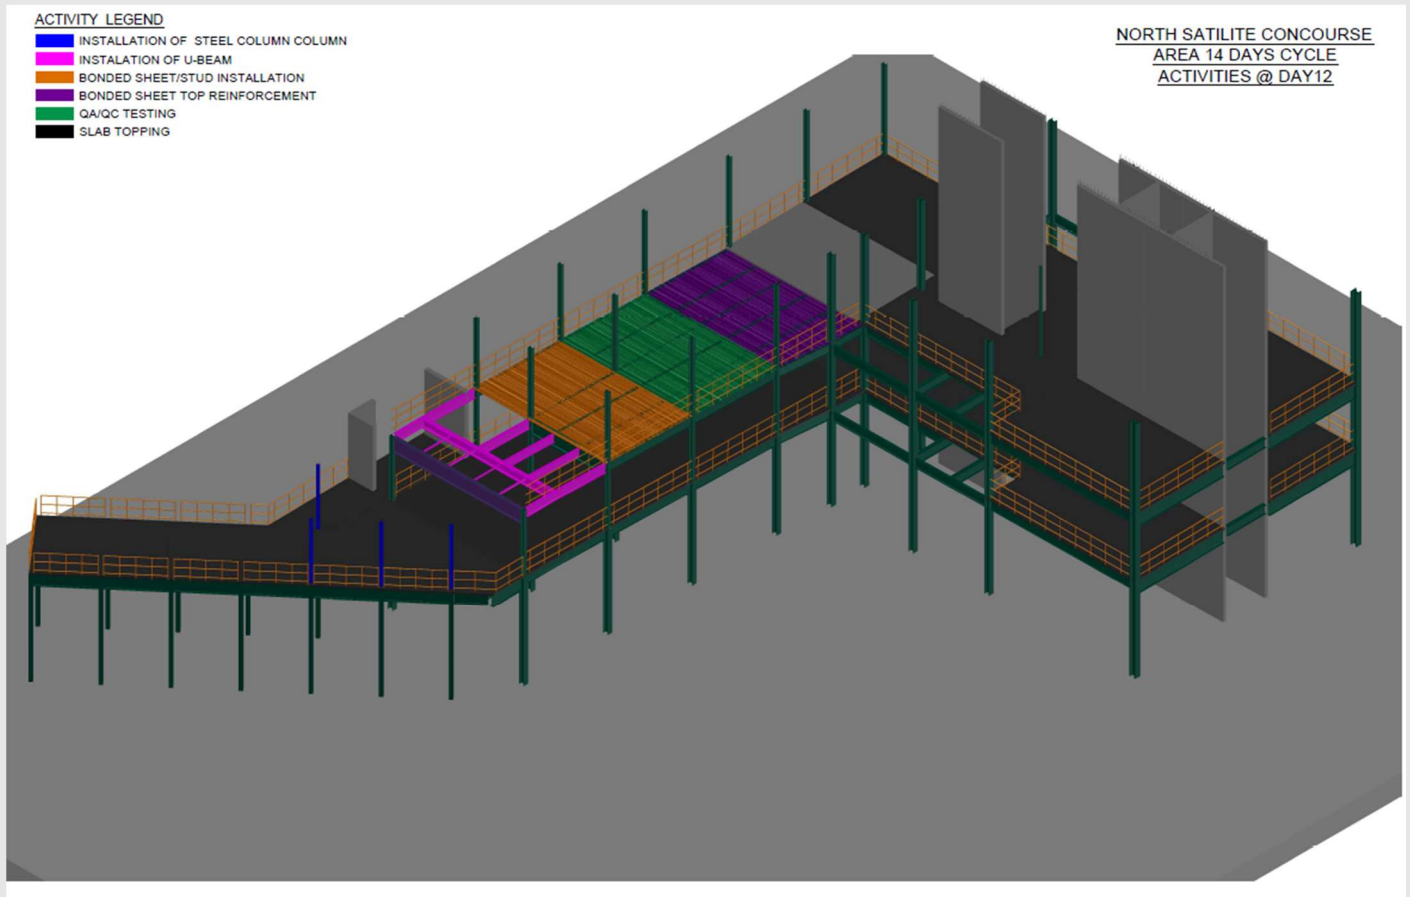 ACTIVITY LEGEND
INSTALLATION OF STEEL COLUMN COLUMN
INSTALATION OF U-BEAM
BONDED SHEET/STUD INSTALLATION
BONDED SHEET TOP REINFORCEMENT
QA/QC TESTING
SLAB TOPPING
NORTH SATILITE CONCOURSE
AREA 14 DAYS CYCLE
ACTIVITIES @ DAY12